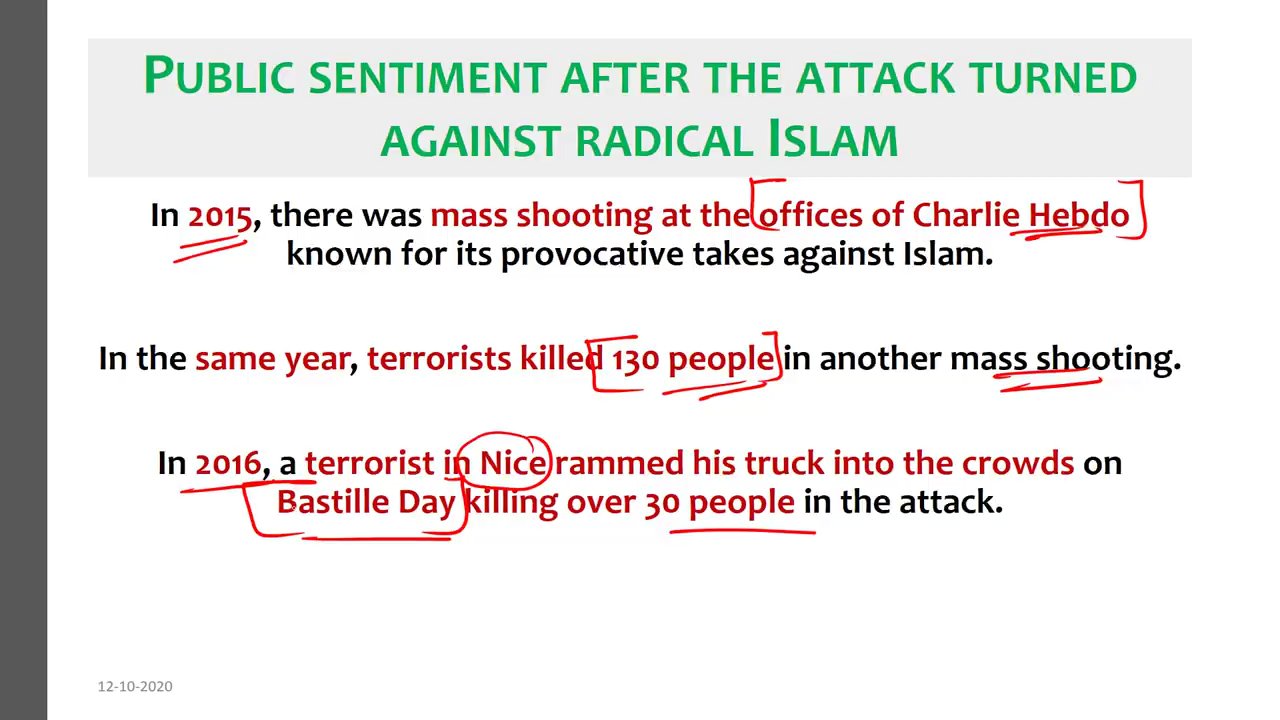 PUBLIC SENTIMENT AFTER THE ATTACK TURNED
AGAINST RADICAL ISLAM
In 2015, there was mass shooting at the offices of Charlie Hebdo
known for its provocative takes against Islam.
In the same year, terrorists killed 130 people in another mass shooting.
In 2016, a terrorist in Nice rammed his truck into the crowds on
Bastille Day killing over 30 people in the attack.
12-10-2020